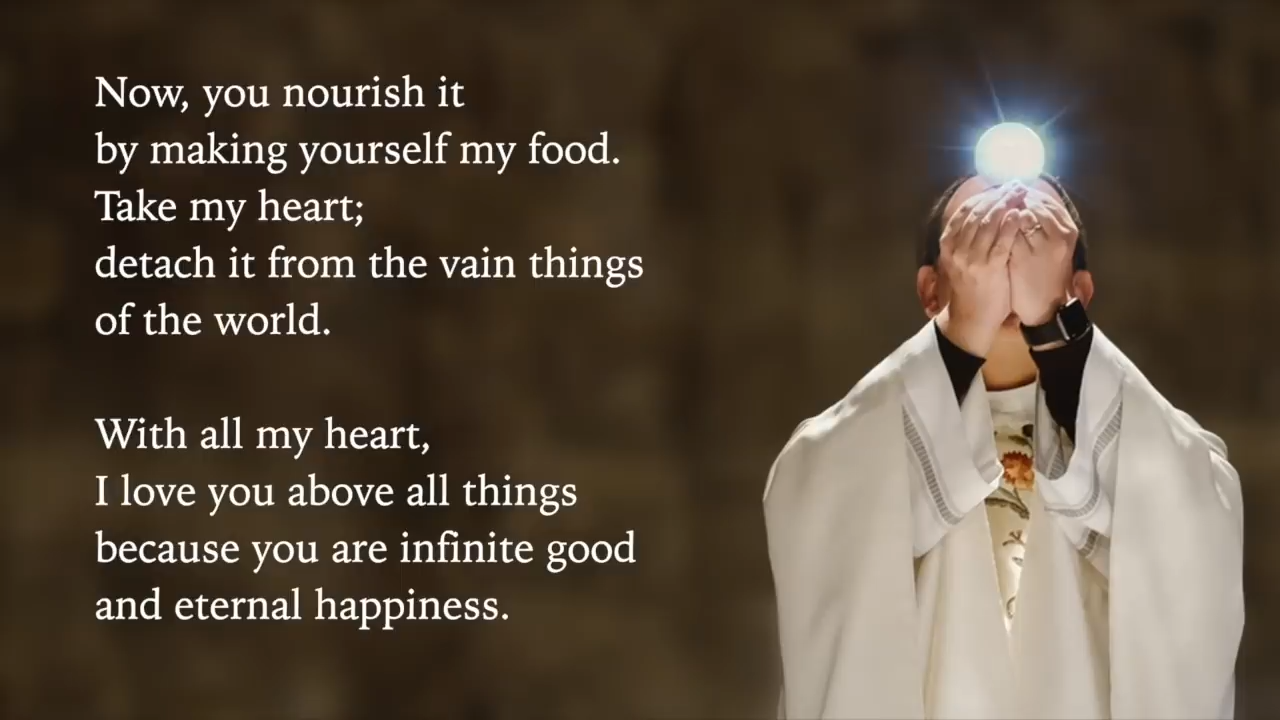 Now, you nourish it
by making yourself my food.
Take my heart;
detach it from the vain things
of the world.
With all my heart,
I love you above all things
because you are infinite good
and eternal happiness.